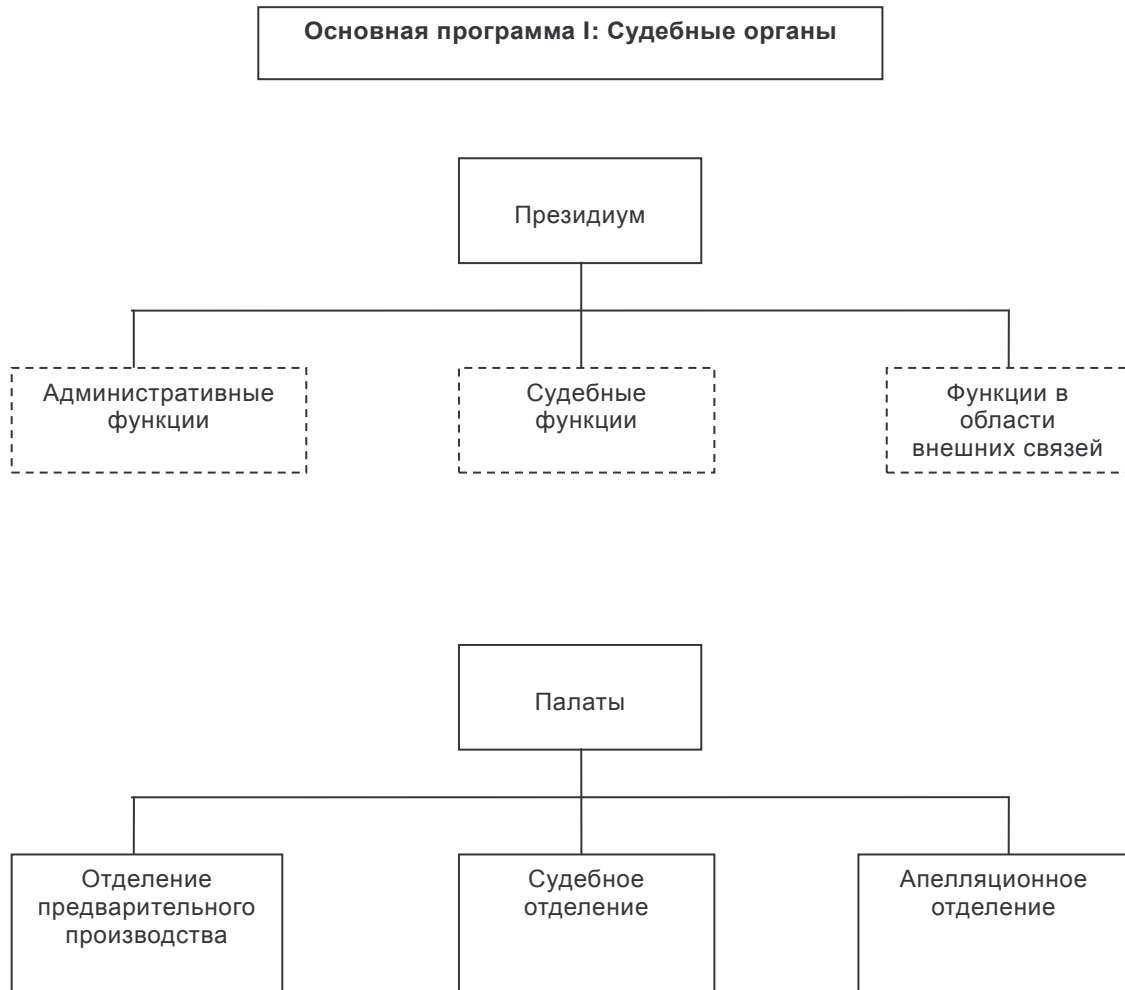 Основная программа I: Судебные органы
Президиум
Административные
функции
Судебные
функции
Функции в
области
внешних связей
Палаты
Отделение
предварительного
производства
Судебное
отделение
Апелляционное
отделение